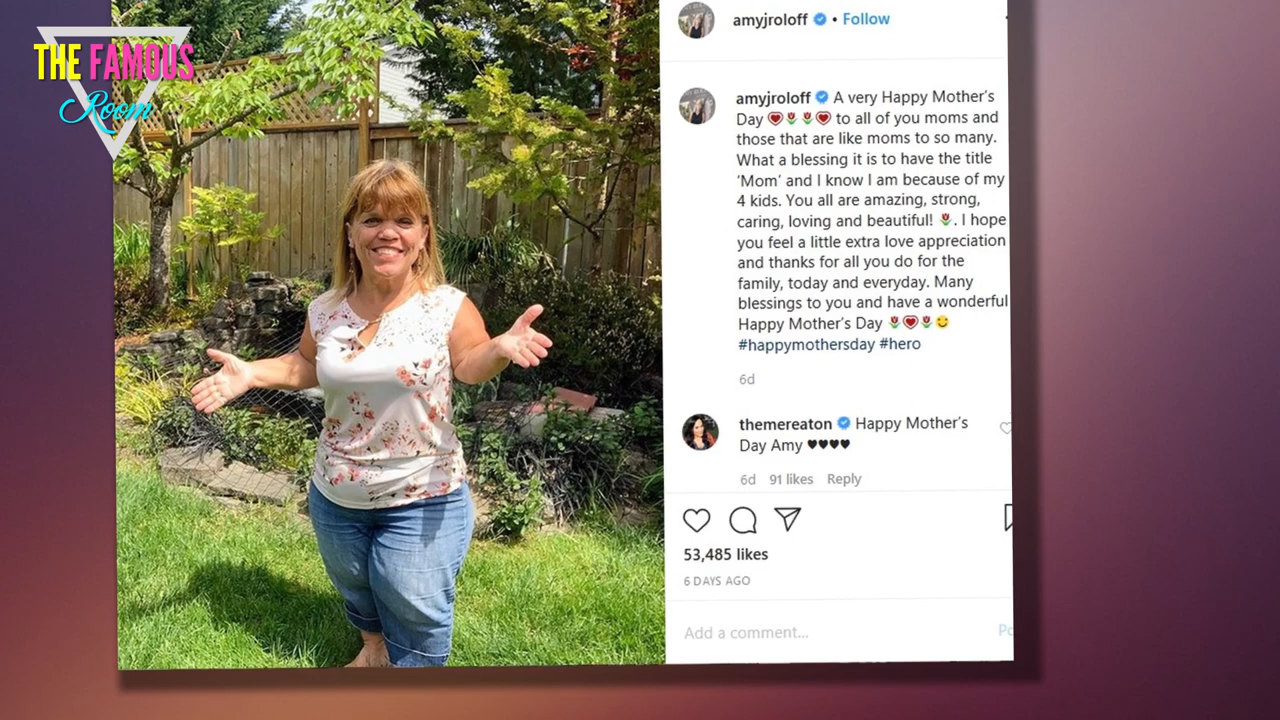 THE FAMOUS
Room
amyjroloff • Follow
amyjroloff A very Happy Mother's
Day ❤️🌷🌷❤️ to all of you moms and
those that are like moms to so many.
What a blessing it is to have the title
'Mom' and I know I am because of my
4 kids. You all are amazing, strong,
caring, loving and beautiful! 🌷. I hope
you feel a little extra love appreciation
and thanks for all you do for the
family, today and everyday. Many
blessings to you and have a wonderful
Happy Mother's Day 🌷❤️🌷😉
#happymothersday #hero
6d
themereaton Happy Mother's
Day Amy ♥♥♥♥
6d 91 likes Reply
53,485 likes
6 DAYS AGO
Add a comment...